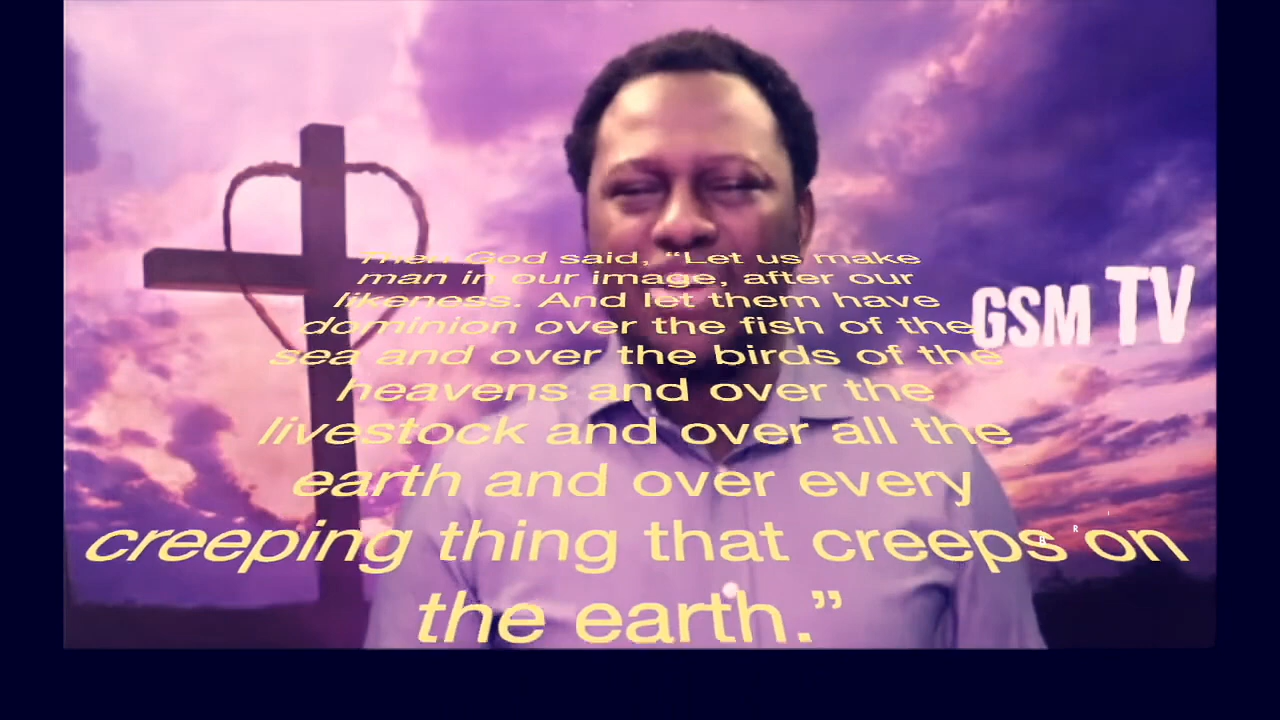 Then God said, “Let us make
man in our image, after our
likeness. And let them have
dominion over the fish of the
sea and over the birds of the
heavens and over the
livestock and over all the
earth and over every
creeping thing that creeps on
the earth.”
GSM TV